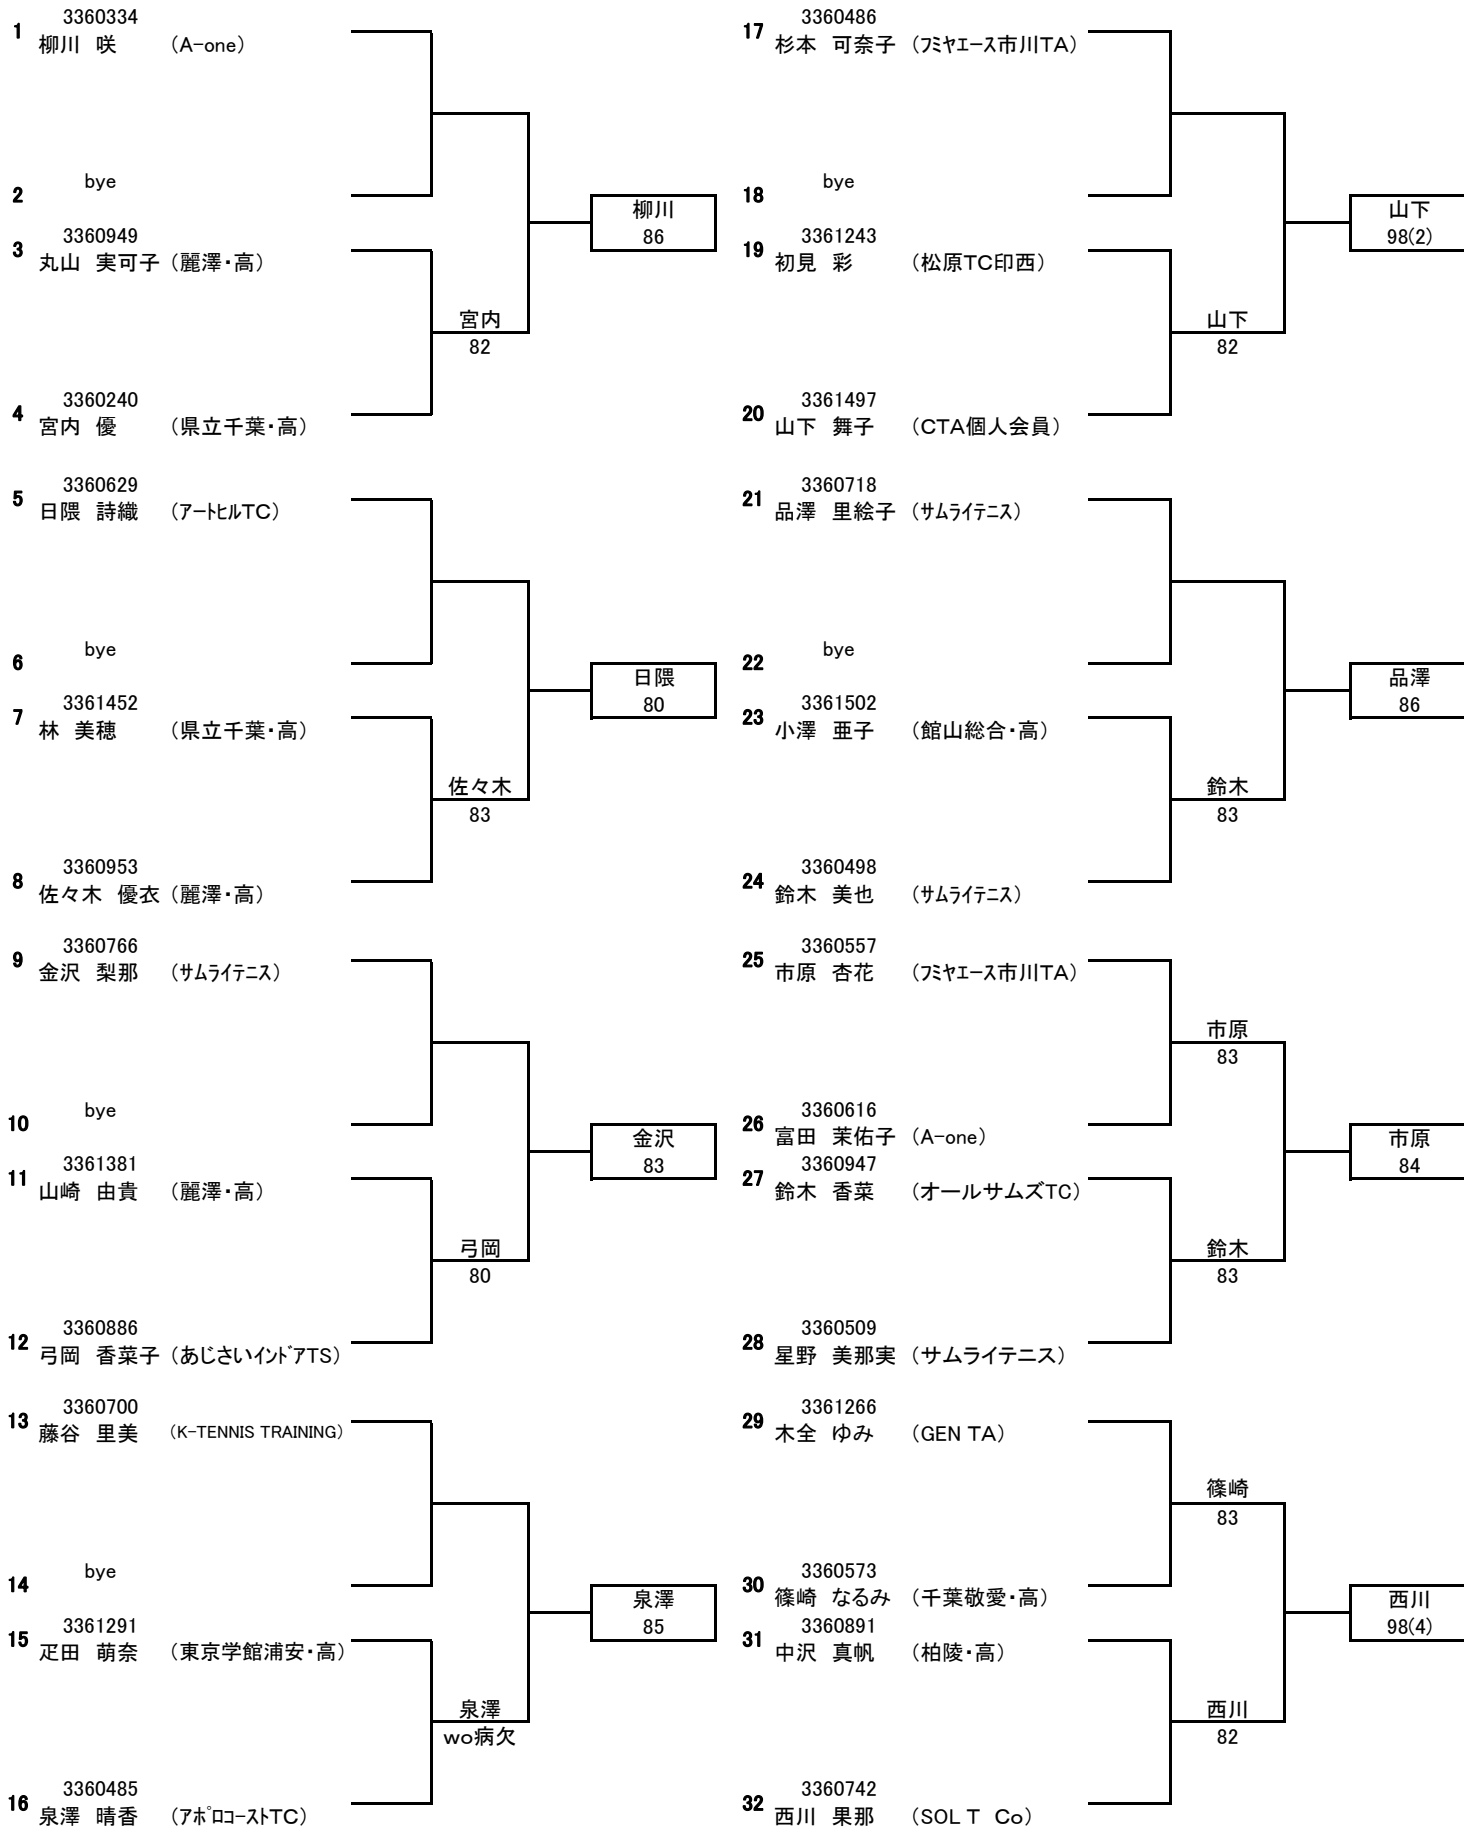 3360334
1 柳川 咲 （A-one）
2 bye
柳川
86
3360949
3 丸山 実可子 （麗澤・高）
宮内
82
3360240
4 宮内 優 （県立千葉・高）
3360629
5 日隈 詩織 （ｱｰﾄﾋﾙTC）
6 bye
日隈
80
3361452
7 林 美穂 （県立千葉・高）
佐々木
83
3360953
8 佐々木 優衣 （麗澤・高）
3360766
9 金沢 梨那 （ｻﾑﾗｲﾃﾆｽ）
10 bye
金沢
83
3361381
11 山崎 由貴 （麗澤・高）
弓岡
80
3360886
12 弓岡 香菜子 （あじさいｲﾝﾄﾞｱTS）
3360700
13 藤谷 里美 （K-TENNIS TRAINING）
14 bye
泉澤
85
3361291
15 疋田 萌奈 （東京学館浦安・高）
泉澤
wo病欠
3360485
16 泉澤 晴香 （ｱﾎﾟﾛｺｰｽﾄTC）
3360486
17 杉本 可奈子 （ﾌﾐﾔｴｰｽ市川TA）
18 bye
山下
98(2)
3361243
19 初見 彩 （松原TC印西）
山下
82
3361497
20 山下 舞子 （CTA個人会員）
3360718
21 品澤 里絵子 （ｻﾑﾗｲﾃﾆｽ）
22 bye
品澤
86
3361502
23 小澤 亜子 （館山総合・高）
鈴木
83
3360498
24 鈴木 美也 （ｻﾑﾗｲﾃﾆｽ）
3360557
25 市原 杏花 （ﾌﾐﾔｴｰｽ市川TA）
市原
83
3360616
26 富田 茉佑子 （A-one）
市原
84
3360947
27 鈴木 香菜 （オールサムズTC）
鈴木
83
3360509
28 星野 美那実 （サムライテニス）
3361266
29 木全 ゆみ （GEN TA）
篠崎
83
3360573
30 篠崎 なるみ （千葉敬愛・高）
西川
98(4)
3360891
31 中沢 真帆 （柏陵・高）
西川
82
3360742
32 西川 果那 （SOL T Co）